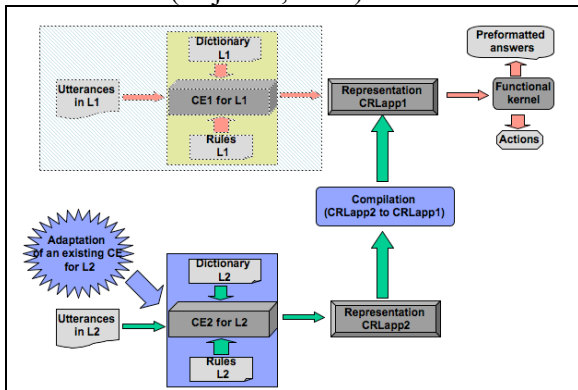 Dictionary
L1
Utterances
in L1
CE1 for L1
Rules
L1
Representation
CRLapp1
Preformatted
answers
Functional
kernel
Actions
Compilation
(CRLapp2 to CRLapp1)
Adaptation
of an existing CE
for L2
Dictionary
L2
Utterances
in L2
CE2 for L2
Rules
L2
Representation
CRLapp2